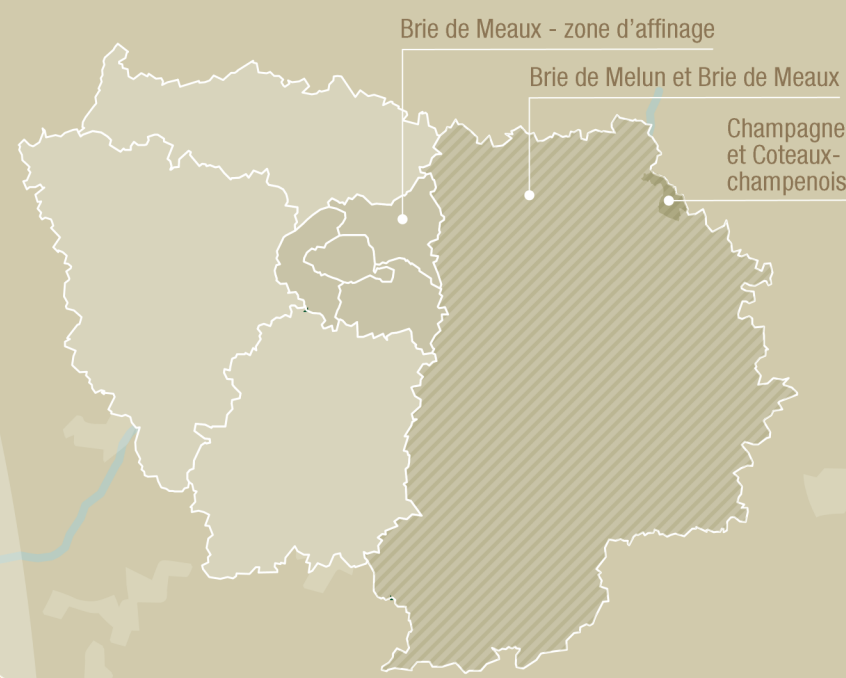 Brie de Meaux - zone d'affinage
Brie de Melun et Brie de Meaux
Champagne
et Coteaux-
champenois